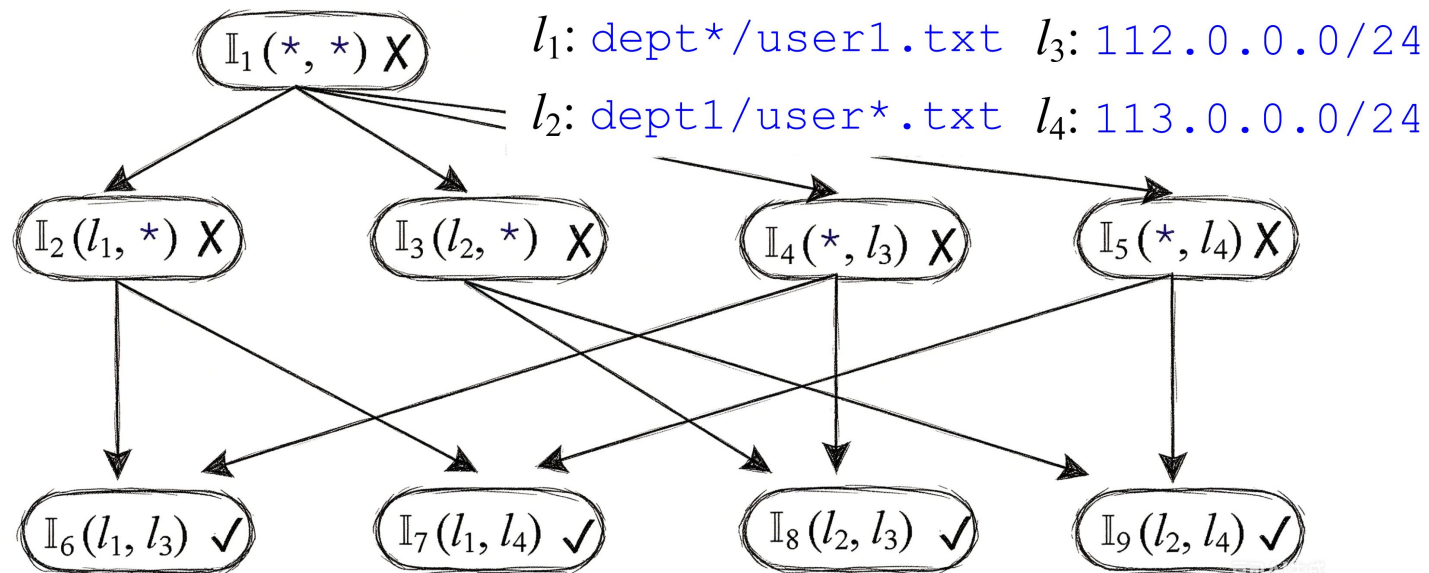 𝕀₁(*, *) ✗
l₁: dept*/user1.txt l₃: 112.0.0.0/24
l₂: dept1/user*.txt l₄: 113.0.0.0/24
𝕀₂(l₁, *) ✗ 𝕀₃(l₂, *) ✗ 𝕀₄(*, l₃) ✗ 𝕀₅(*, l₄) ✗
𝕀₆(l₁, l₃) ✓ 𝕀₇(l₁, l₄) ✓ 𝕀₈(l₂, l₃) ✓ 𝕀₉(l₂, l₄) ✓